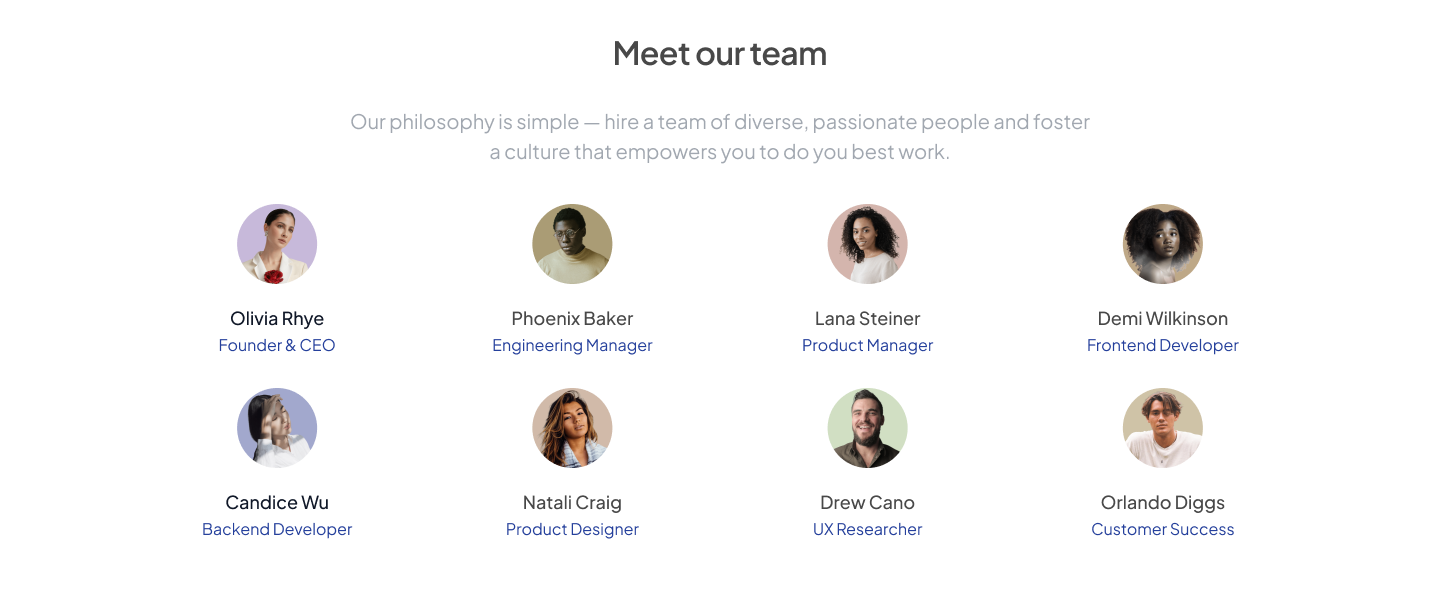 Meet our team
Our philosophy is simple — hire a team of diverse, passionate people and foster
a culture that empowers you to do you best work.
Olivia Rhye
Founder & CEO
Phoenix Baker
Engineering Manager
Lana Steiner
Product Manager
Demi Wilkinson
Frontend Developer
Candice Wu
Backend Developer
Natali Craig
Product Designer
Drew Cano
UX Researcher
Orlando Diggs
Customer Success